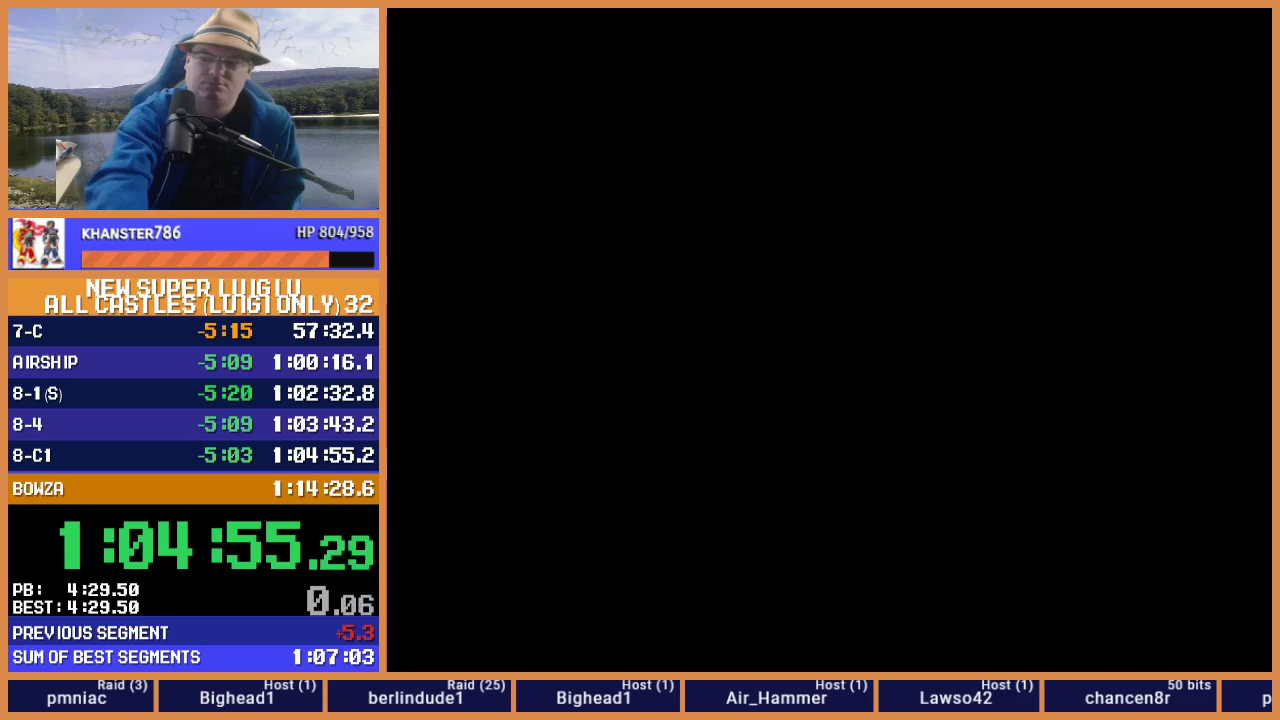 KHANSTER786 HP 804/958
NEW SUPER LUIGI U
ALL CASTLES (LUIGI ONLY) 32
7-C -5:15 57:32.4
AIRSHIP -5:09 1:00:16.1
8-1 (S) -5:20 1:02:32.8
8-4 -5:09 1:03:43.2
8-C1 -5:03 1:04:55.2
BOWZA 1:14:28.6
1:04:55.29
PB: 4:29.50
BEST: 4:29.50
0.06
PREVIOUS SEGMENT +5.3
SUM OF BEST SEGMENTS 1:07:03
Raid (3) Host (1) Raid (25) Host (1) Host (1) Host (1) 50 bits
pmniac Bighead1 berlindude1 Bighead1 Air_Hammer Lawso42 chancen8r p